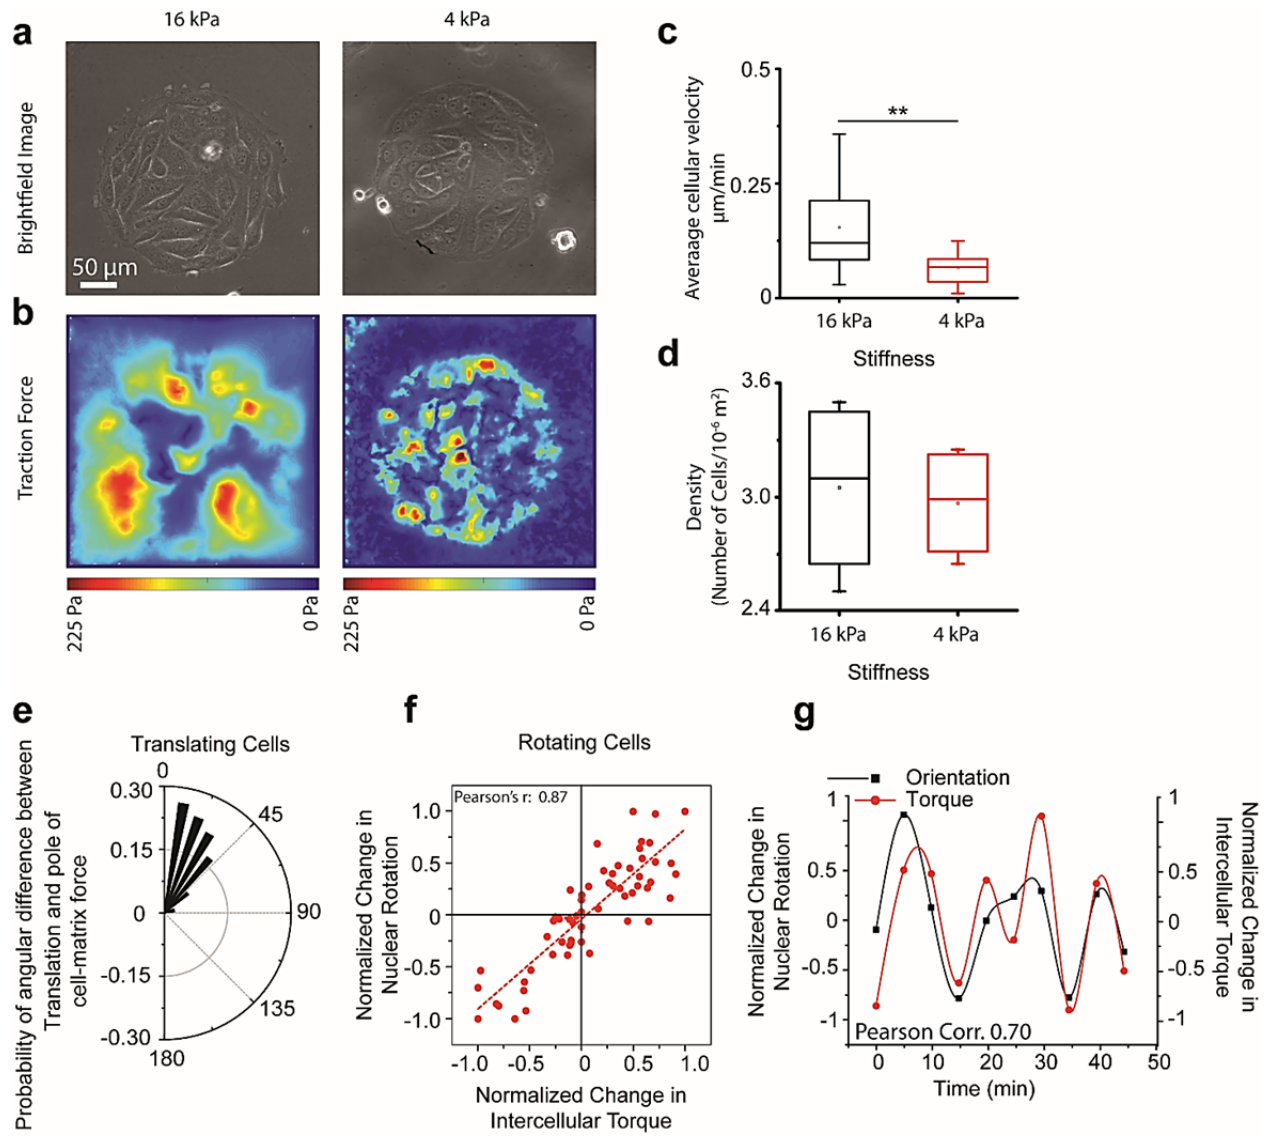 a
16 kPa
4 kPa
Brightfield Image
50 µm
b
Traction Force
225 Pa
0 Pa
225 Pa
0 Pa
c
Averaage cellular velocity
µm/min
0.5
0.25
0
**
16 kPa
4 kPa
Stiffness
d
Density
(Number of Cells/10⁻⁶ m²)
3.6
3.0
2.4
16 kPa
4 kPa
Stiffness
e
Probability of angular difference between
Translation and pole of
cell-matrix force
Translating Cells
0
0.30
45
0.15
0
90
-0.15
135
-0.30
180
f
Rotating Cells
Pearson's r: 0.87
Normalized Change in
Nuclear Rotation
1.0
0.5
0
-0.5
-1.0
-1.0
-0.5
0
0.5
1.0
Normalized Change in
Intercellular Torque
g
Orientation
Torque
Normalized Change in
Nuclear Rotation
1
0.5
0
-0.5
-1
1
0.5
0
-0.5
-1
Normalized Change in
Intercellular Torque
Pearson Corr. 0.70
0
10
20
30
40
50
Time (min)